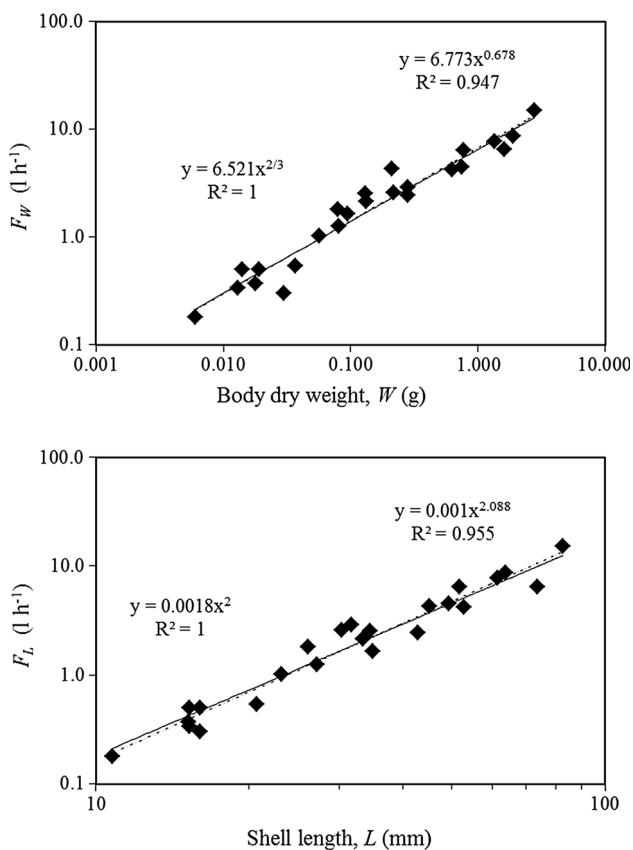 100.0
y = 6.773x^0.678
R² = 0.947
10.0
y = 6.521x^2/3
R² = 1
F_W (l h⁻¹)
1.0
0.1
0.001 0.010 0.100 1.000 10.000
Body dry weight, W (g)
100.0
y = 0.001x^2.088
R² = 0.955
10.0
y = 0.0018x²
R² = 1
F_L (l h⁻¹)
1.0
0.1
10 100
Shell length, L (mm)